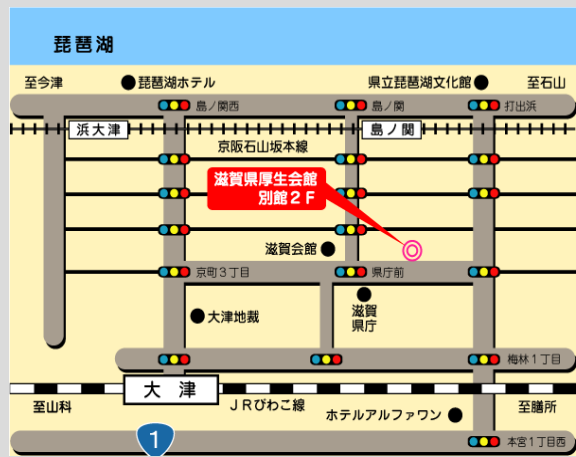 琵琶湖
至今津
琵琶湖ホテル
県立琵琶湖文化館
至石山
島ノ関西
島ノ関
打出浜
浜大津
島ノ関
京阪石山坂本線
滋賀県厚生会館
別館2F
滋賀会館
京町3丁目
県庁前
大津地裁
滋賀
県庁
梅林1丁目
大津
至山科
JRびわこ線
ホテルアルファワン
至膳所
1
本宮1丁目西